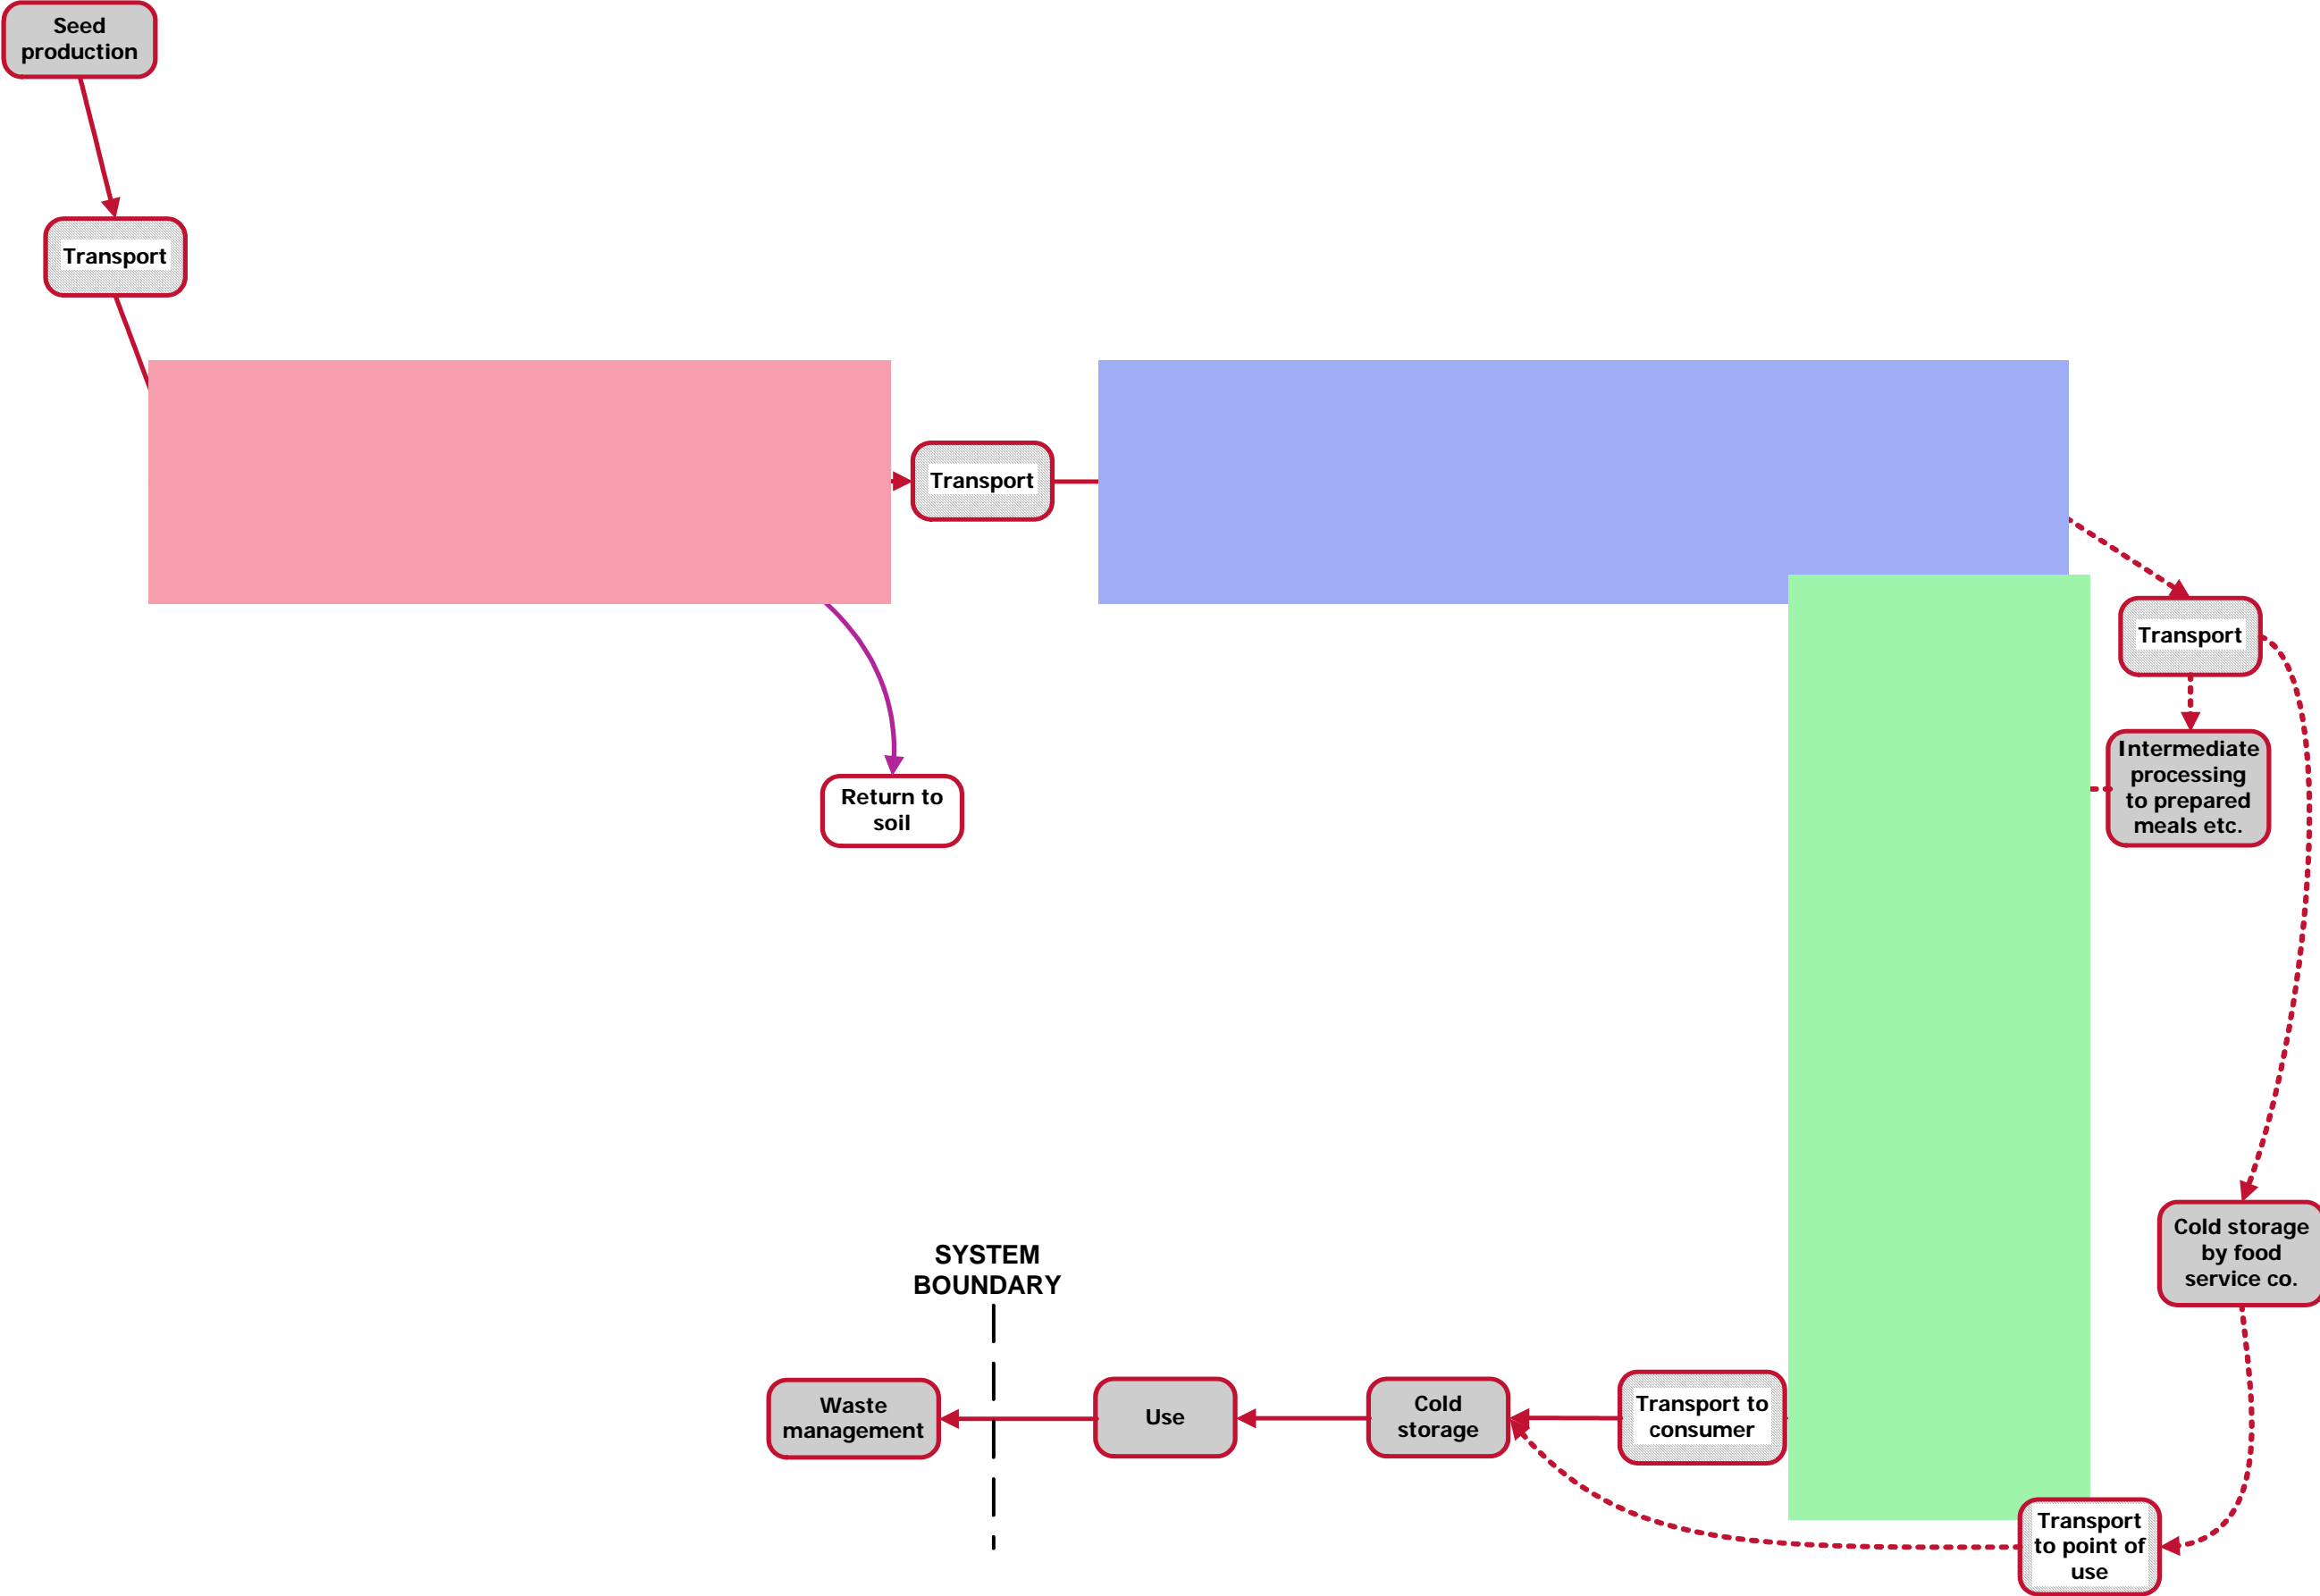 Seed
production
Transport
Transport
Transport
Intermediate
processing
to prepared
meals etc.
Return to
soil
Cold storage
by food
service co.
SYSTEM
BOUNDARY
Waste
management
Use
Cold
storage
Transport to
consumer
Transport
to point of
use